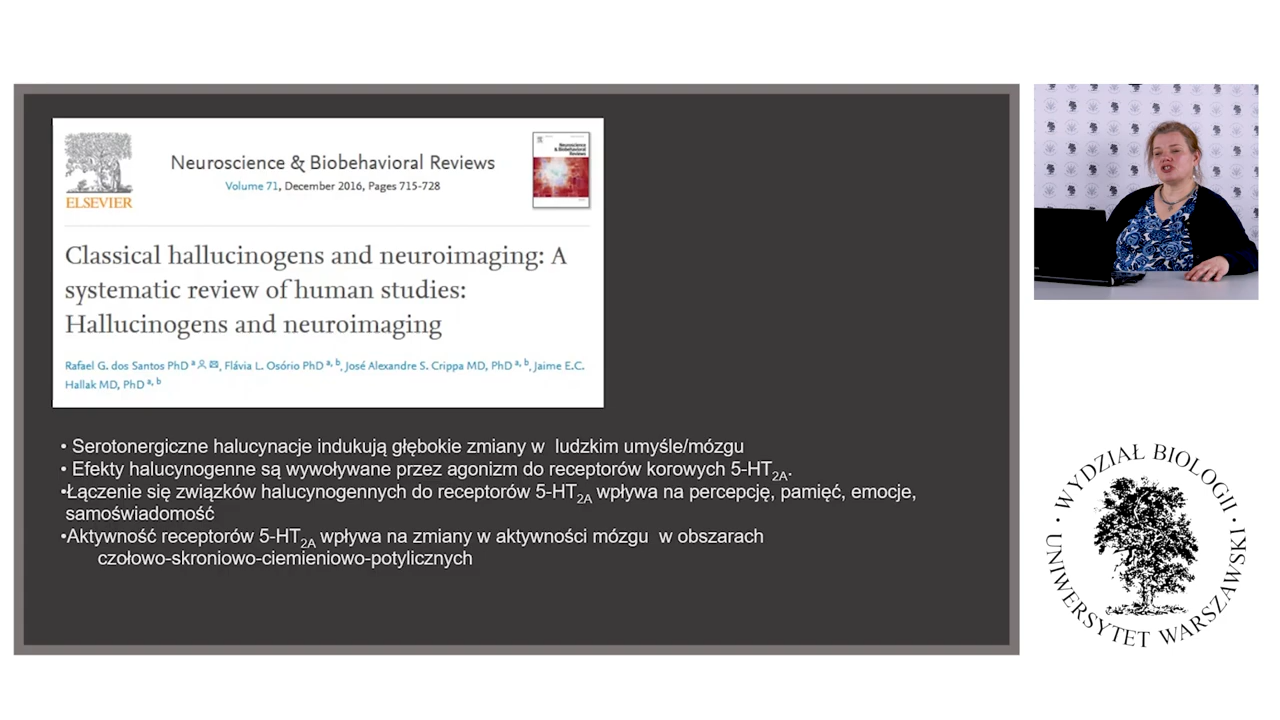 Neuroscience & Biobehavioral Reviews
Volume 71, December 2016, Pages 715-728
ELSEVIER
Neuroscience & Biobehavioral Reviews
Classical hallucinogens and neuroimaging: A
systematic review of human studies:
Hallucinogens and neuroimaging
Rafael G. dos Santos PhD a, Flávia L. Osório PhD a, b, José Alexandre S. Crippa MD, PhD a, b, Jaime E.C.
Hallak MD, PhD a, b
• Serotonergiczne halucynacje indukują głębokie zmiany w ludzkim umyśle/mózgu
• Efekty halucynogenne są wywoływane przez agonizm do receptorów korowych 5-HT2A.
•Łączenie się związków halucynogennych do receptorów 5-HT2A wpływa na percepcję, pamięć, emocje,
samoświadomość
•Aktywność receptorów 5-HT2A wpływa na zmiany w aktywności mózgu w obszarach
czołowo-skroniowo-ciemieniowo-potylicznych
• WYDZIAŁ BIOLOGII •
UNIWERSYTET WARSZAWSKI